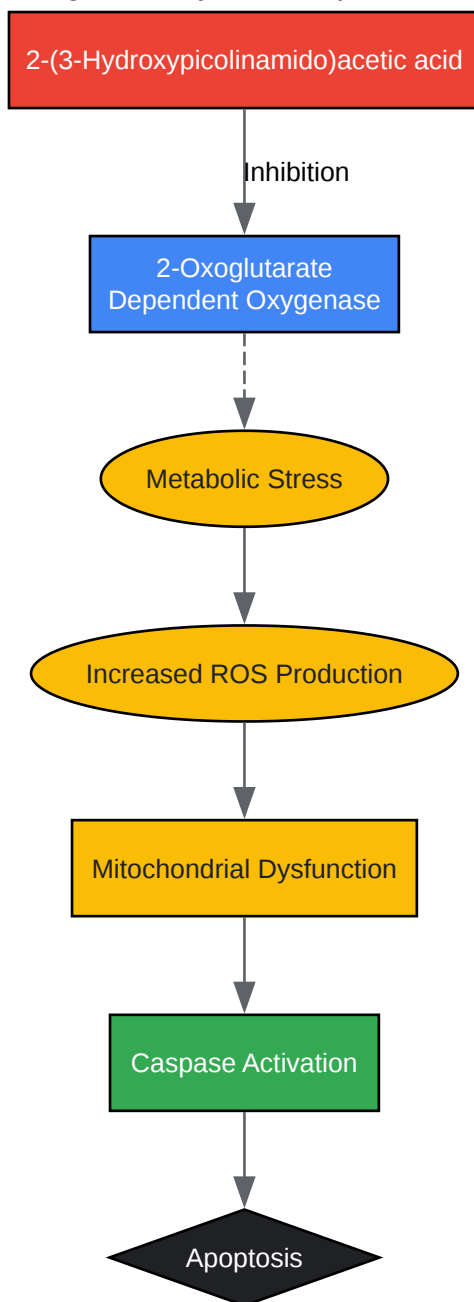 2-(3-Hydroxypicolinamido)acetic acid
Inhibition
2-Oxoglutarate
Dependent Oxygenase
Metabolic Stress
Increased ROS Production
Mitochondrial Dysfunction
Caspase Activation
Apoptosis